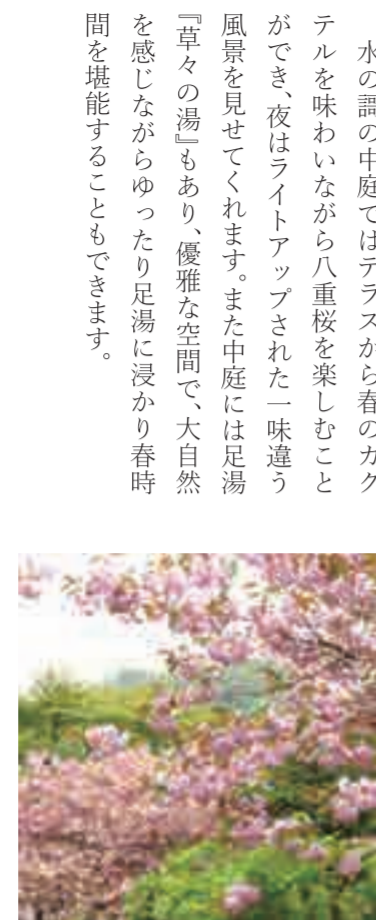 水の調の中庭ではテラスから春のカク
テルを味わいながら八重桜を楽しむこと
ができ、夜はライトアップされた一味違う
風景を見せてくれます。また中庭には足湯
『草々の湯』もあり、優雅な空間で、大自然
を感じながらゆったり足湯に浸かり春時
間を堪能することもできます。